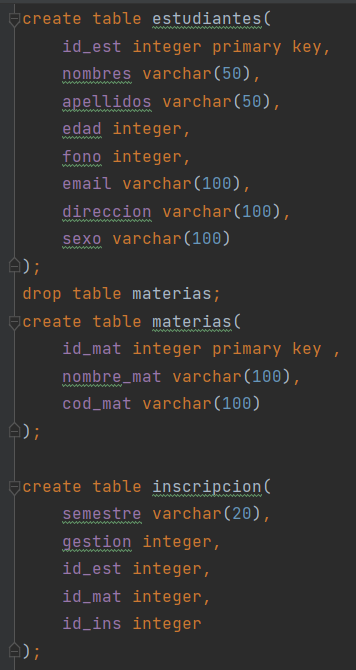 create table estudiantes(
    id_est integer primary key,
    nombres varchar(50),
    apellidos varchar(50),
    edad integer,
    fono integer,
    email varchar(100),
    direccion varchar(100),
    sexo varchar(100)
);
drop table materias;
create table materias(
    id_mat integer primary key ,
    nombre_mat varchar(100),
    cod_mat varchar(100)
);

create table inscripcion(
    semestre varchar(20),
    gestion integer,
    id_est integer,
    id_mat integer,
    id_ins integer
);